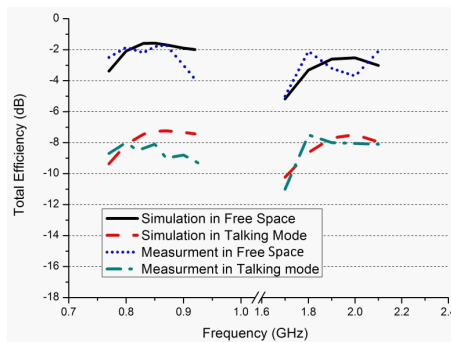 0
-2
-4
-6
-8
-10
-12
-14
-16
-18
Total Efficiency (dB)
Simulation in Free Space
Simulation in Talking Mode
Measurment in Free Space
Measurment in Talking mode
0.7 0.8 0.9 1.0 1.6 1.8 2.0 2.2 2.4
Frequency (GHz)